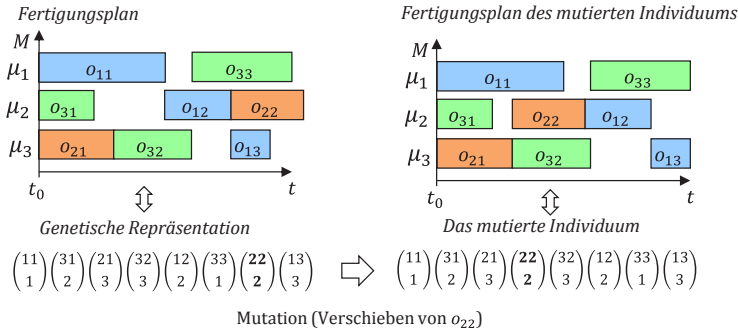 Fertigungsplan
M
μ₁ o₁₁ o₃₃
μ₂ o₃₁ o₁₂ o₂₂
μ₃ o₂₁ o₃₂ o₁₃
t₀ t
Genetische Repräsentation
(11 1) (31 2) (21 3) (32 3) (12 2) (33 1) (22 2) (13 3)
Fertigungsplan des mutierten Individuums
M
μ₁ o₁₁ o₃₃
μ₂ o₃₁ o₂₂ o₁₂
μ₃ o₂₁ o₃₂ o₁₃
t₀ t
Das mutierte Individuum
(11 1) (31 2) (21 3) (22 2) (32 3) (12 2) (33 1) (13 3)
Mutation (Verschieben von o₂₂)